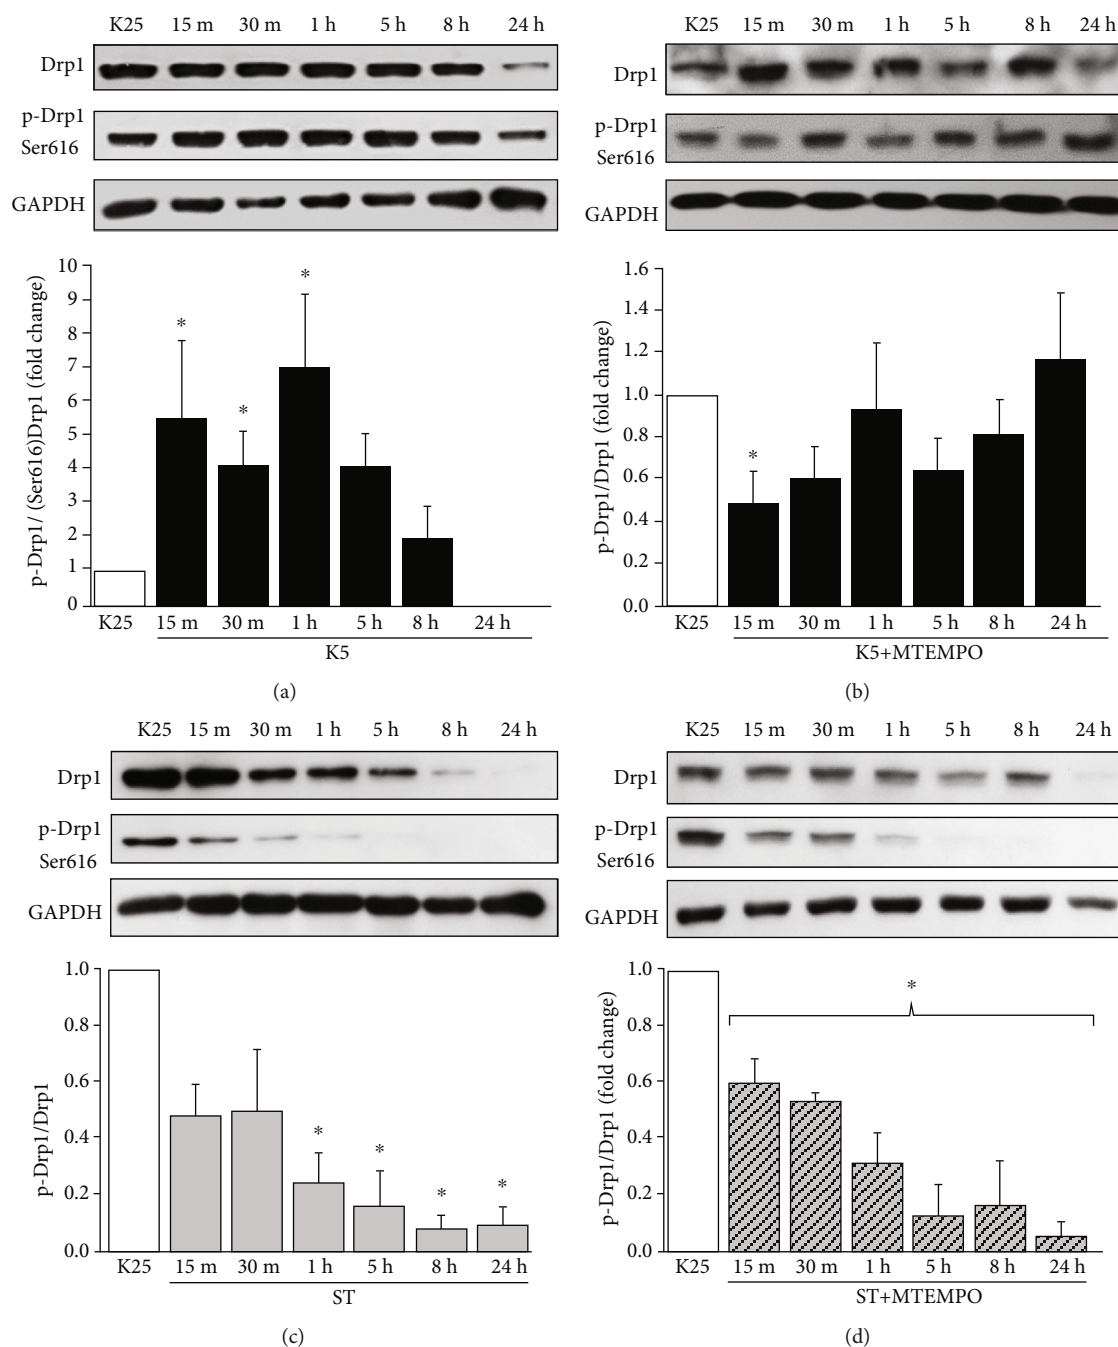 K25 15 m 30 m 1 h 5 h 8 h 24 h
Drp1
p-Drp1
Ser616
GAPDH
p-Drp1/ (Ser616)Drp1 (fold change)
10
9
8
7
6
5
4
3
2
1
0
*
*
*
K25 15 m 30 m 1 h 5 h 8 h 24 h
K5
(a)
K25 15 m 30 m 1 h 5 h 8 h 24 h
Drp1
p-Drp1
Ser616
GAPDH
p-Drp1/Drp1 (fold change)
1.6
1.4
1.2
1.0
0.8
0.6
0.4
0.2
0.0
*
K25 15 m 30 m 1 h 5 h 8 h 24 h
K5+MTEMPO
(b)
K25 15 m 30 m 1 h 5 h 8 h 24 h
Drp1
p-Drp1
Ser616
GAPDH
p-Drp1/Drp1
1.0
0.8
0.6
0.4
0.2
0.0
* * * *
K25 15 m 30 m 1 h 5 h 8 h 24 h
ST
(c)
K25 15 m 30 m 1 h 5 h 8 h 24 h
Drp1
p-Drp1
Ser616
GAPDH
p-Drp1/Drp1 (fold change)
1.0
0.8
0.6
0.4
0.2
0.0
*
K25 15 m 30 m 1 h 5 h 8 h 24 h
ST+MTEMPO
(d)